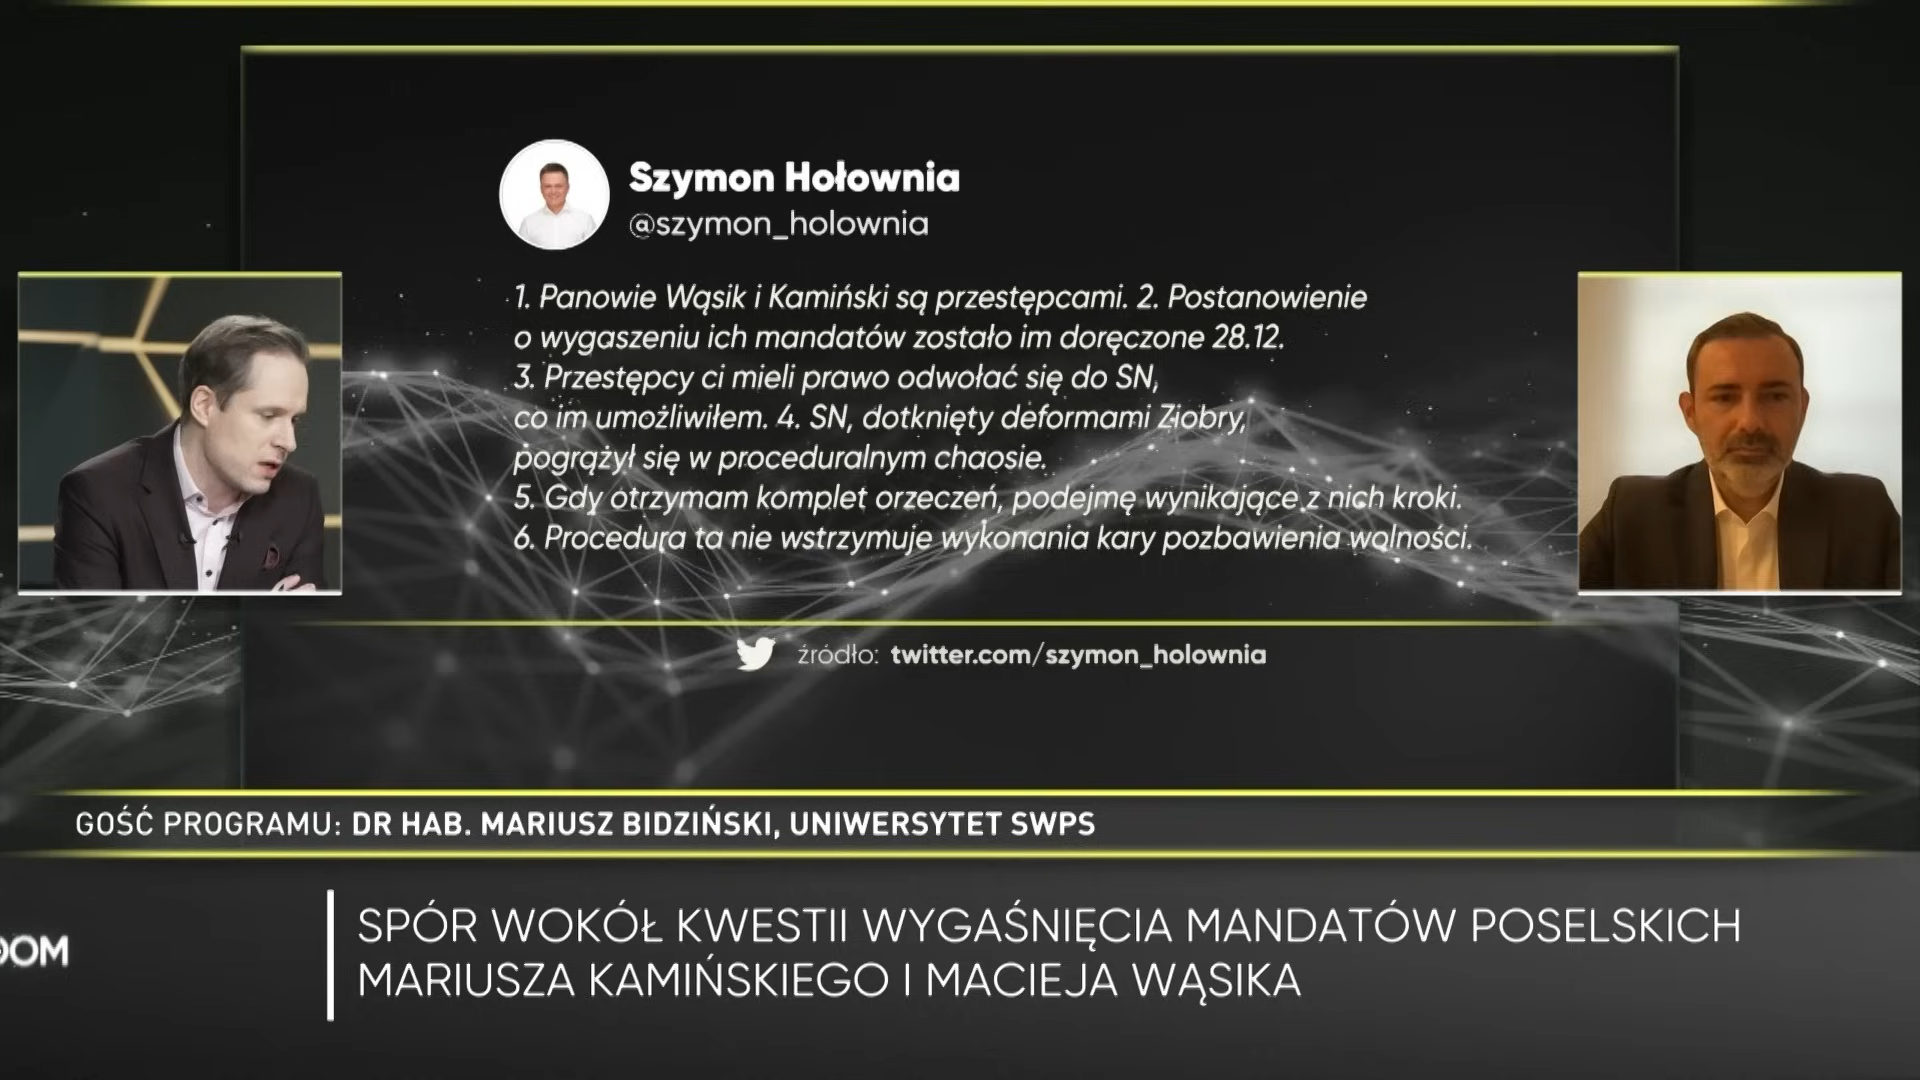 Szymon Hołownia
@szymon_holownia
1. Panowie Wąsik i Kamiński są przestępcami. 2. Postanowienie
o wygaszeniu ich mandatów zostało im doręczone 28.12.
3. Przestępcy ci mieli prawo odwołać się do SN,
co im umożliwiłem. 4. SN, dotknięty deformami Ziobry,
pogrążył się w proceduralnym chaosie.
5. Gdy otrzymam komplet orzeczeń, podejmę wynikające z nich kroki.
6. Procedura ta nie wstrzymuje wykonania kary pozbawienia wolności.
źródło: twitter.com/szymon_holownia
GOŚĆ PROGRAMU: DR HAB. MARIUSZ BIDZIŃSKI, UNIWERSYTET SWPS
SPÓR WOKÓŁ KWESTII WYGAŚNIĘCIA MANDATÓW POSELSKICH
MARIUSZA KAMIŃSKIEGO I MACIEJA WĄSIKA